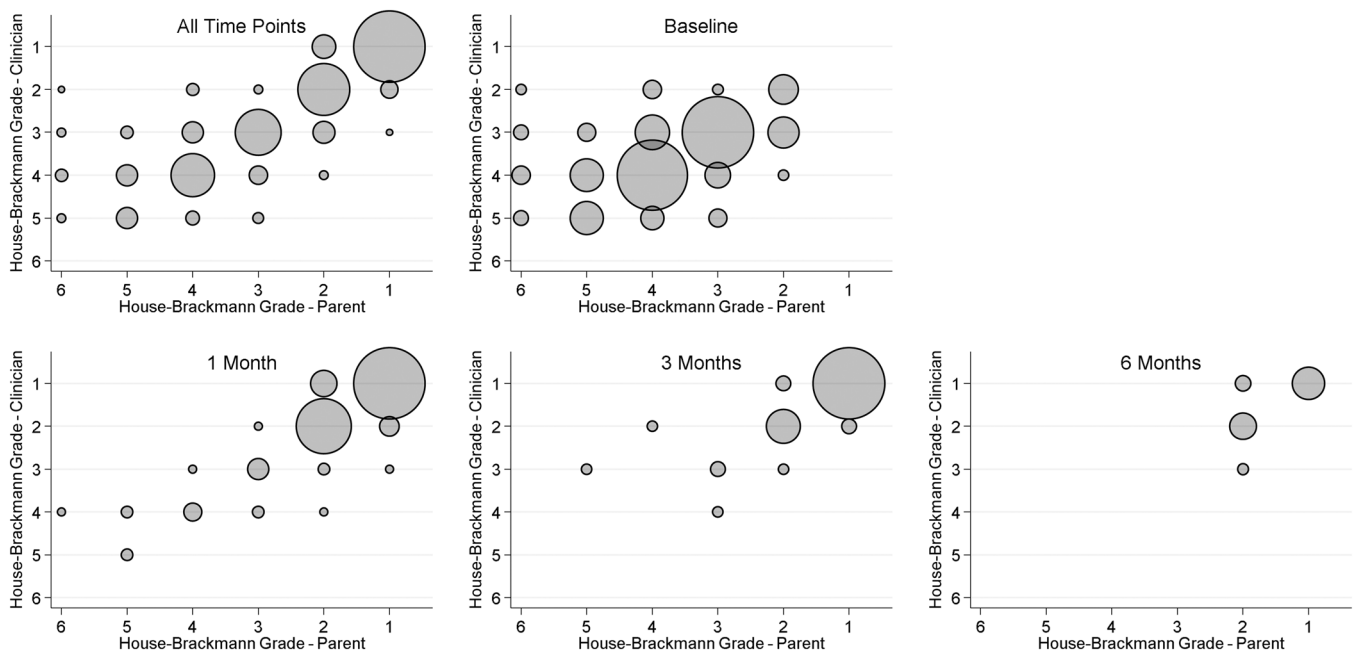 All Time Points
House-Brackmann Grade - Clinician
1
2
3
4
5
6
6 5 4 3 2 1
House-Brackmann Grade - Parent
Baseline
House-Brackmann Grade - Clinician
1
2
3
4
5
6
6 5 4 3 2 1
House-Brackmann Grade - Parent
1 Month
House-Brackmann Grade - Clinician
1
2
3
4
5
6
6 5 4 3 2 1
House-Brackmann Grade - Parent
3 Months
House-Brackmann Grade - Clinician
1
2
3
4
5
6
6 5 4 3 2 1
House-Brackmann Grade - Parent
6 Months
House-Brackmann Grade - Clinician
1
2
3
4
5
6
6 5 4 3 2 1
House-Brackmann Grade - Parent